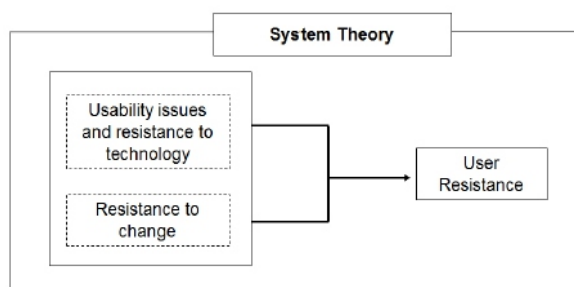 System Theory
Usability issues
and resistance to
technology
User
Resistance
Resistance to
change